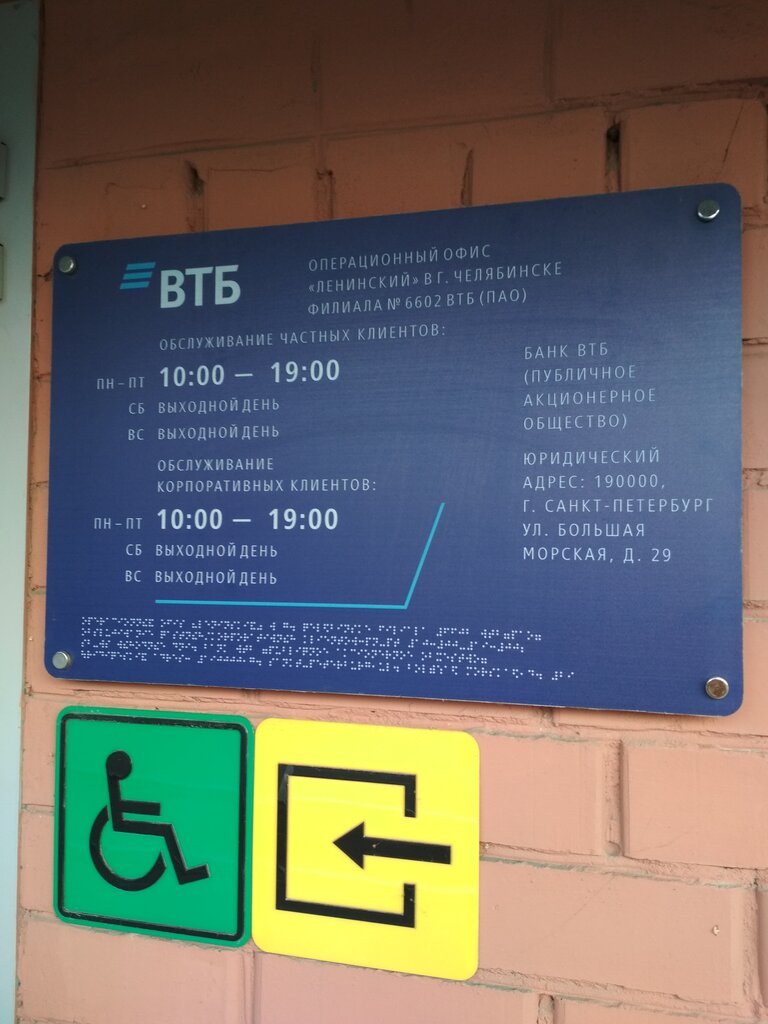 ВТБ
ОПЕРАЦИОННЫЙ ОФИС
«ЛЕНИНСКИЙ» В Г. ЧЕЛЯБИНСКЕ
ФИЛИАЛА № 6602 ВТБ (ПАО)
ОБСЛУЖИВАНИЕ ЧАСТНЫХ КЛИЕНТОВ:
ПН – ПТ 10:00 — 19:00
СБ ВЫХОДНОЙ ДЕНЬ
ВС ВЫХОДНОЙ ДЕНЬ
ОБСЛУЖИВАНИЕ
КОРПОРАТИВНЫХ КЛИЕНТОВ:
ПН – ПТ 10:00 — 19:00
СБ ВЫХОДНОЙ ДЕНЬ
ВС ВЫХОДНОЙ ДЕНЬ
БАНК ВТБ
(ПУБЛИЧНОЕ
АКЦИОНЕРНОЕ
ОБЩЕСТВО)
ЮРИДИЧЕСКИЙ
АДРЕС: 190000,
Г. САНКТ-ПЕТЕРБУРГ
УЛ. БОЛЬШАЯ
МОРСКАЯ, Д. 29